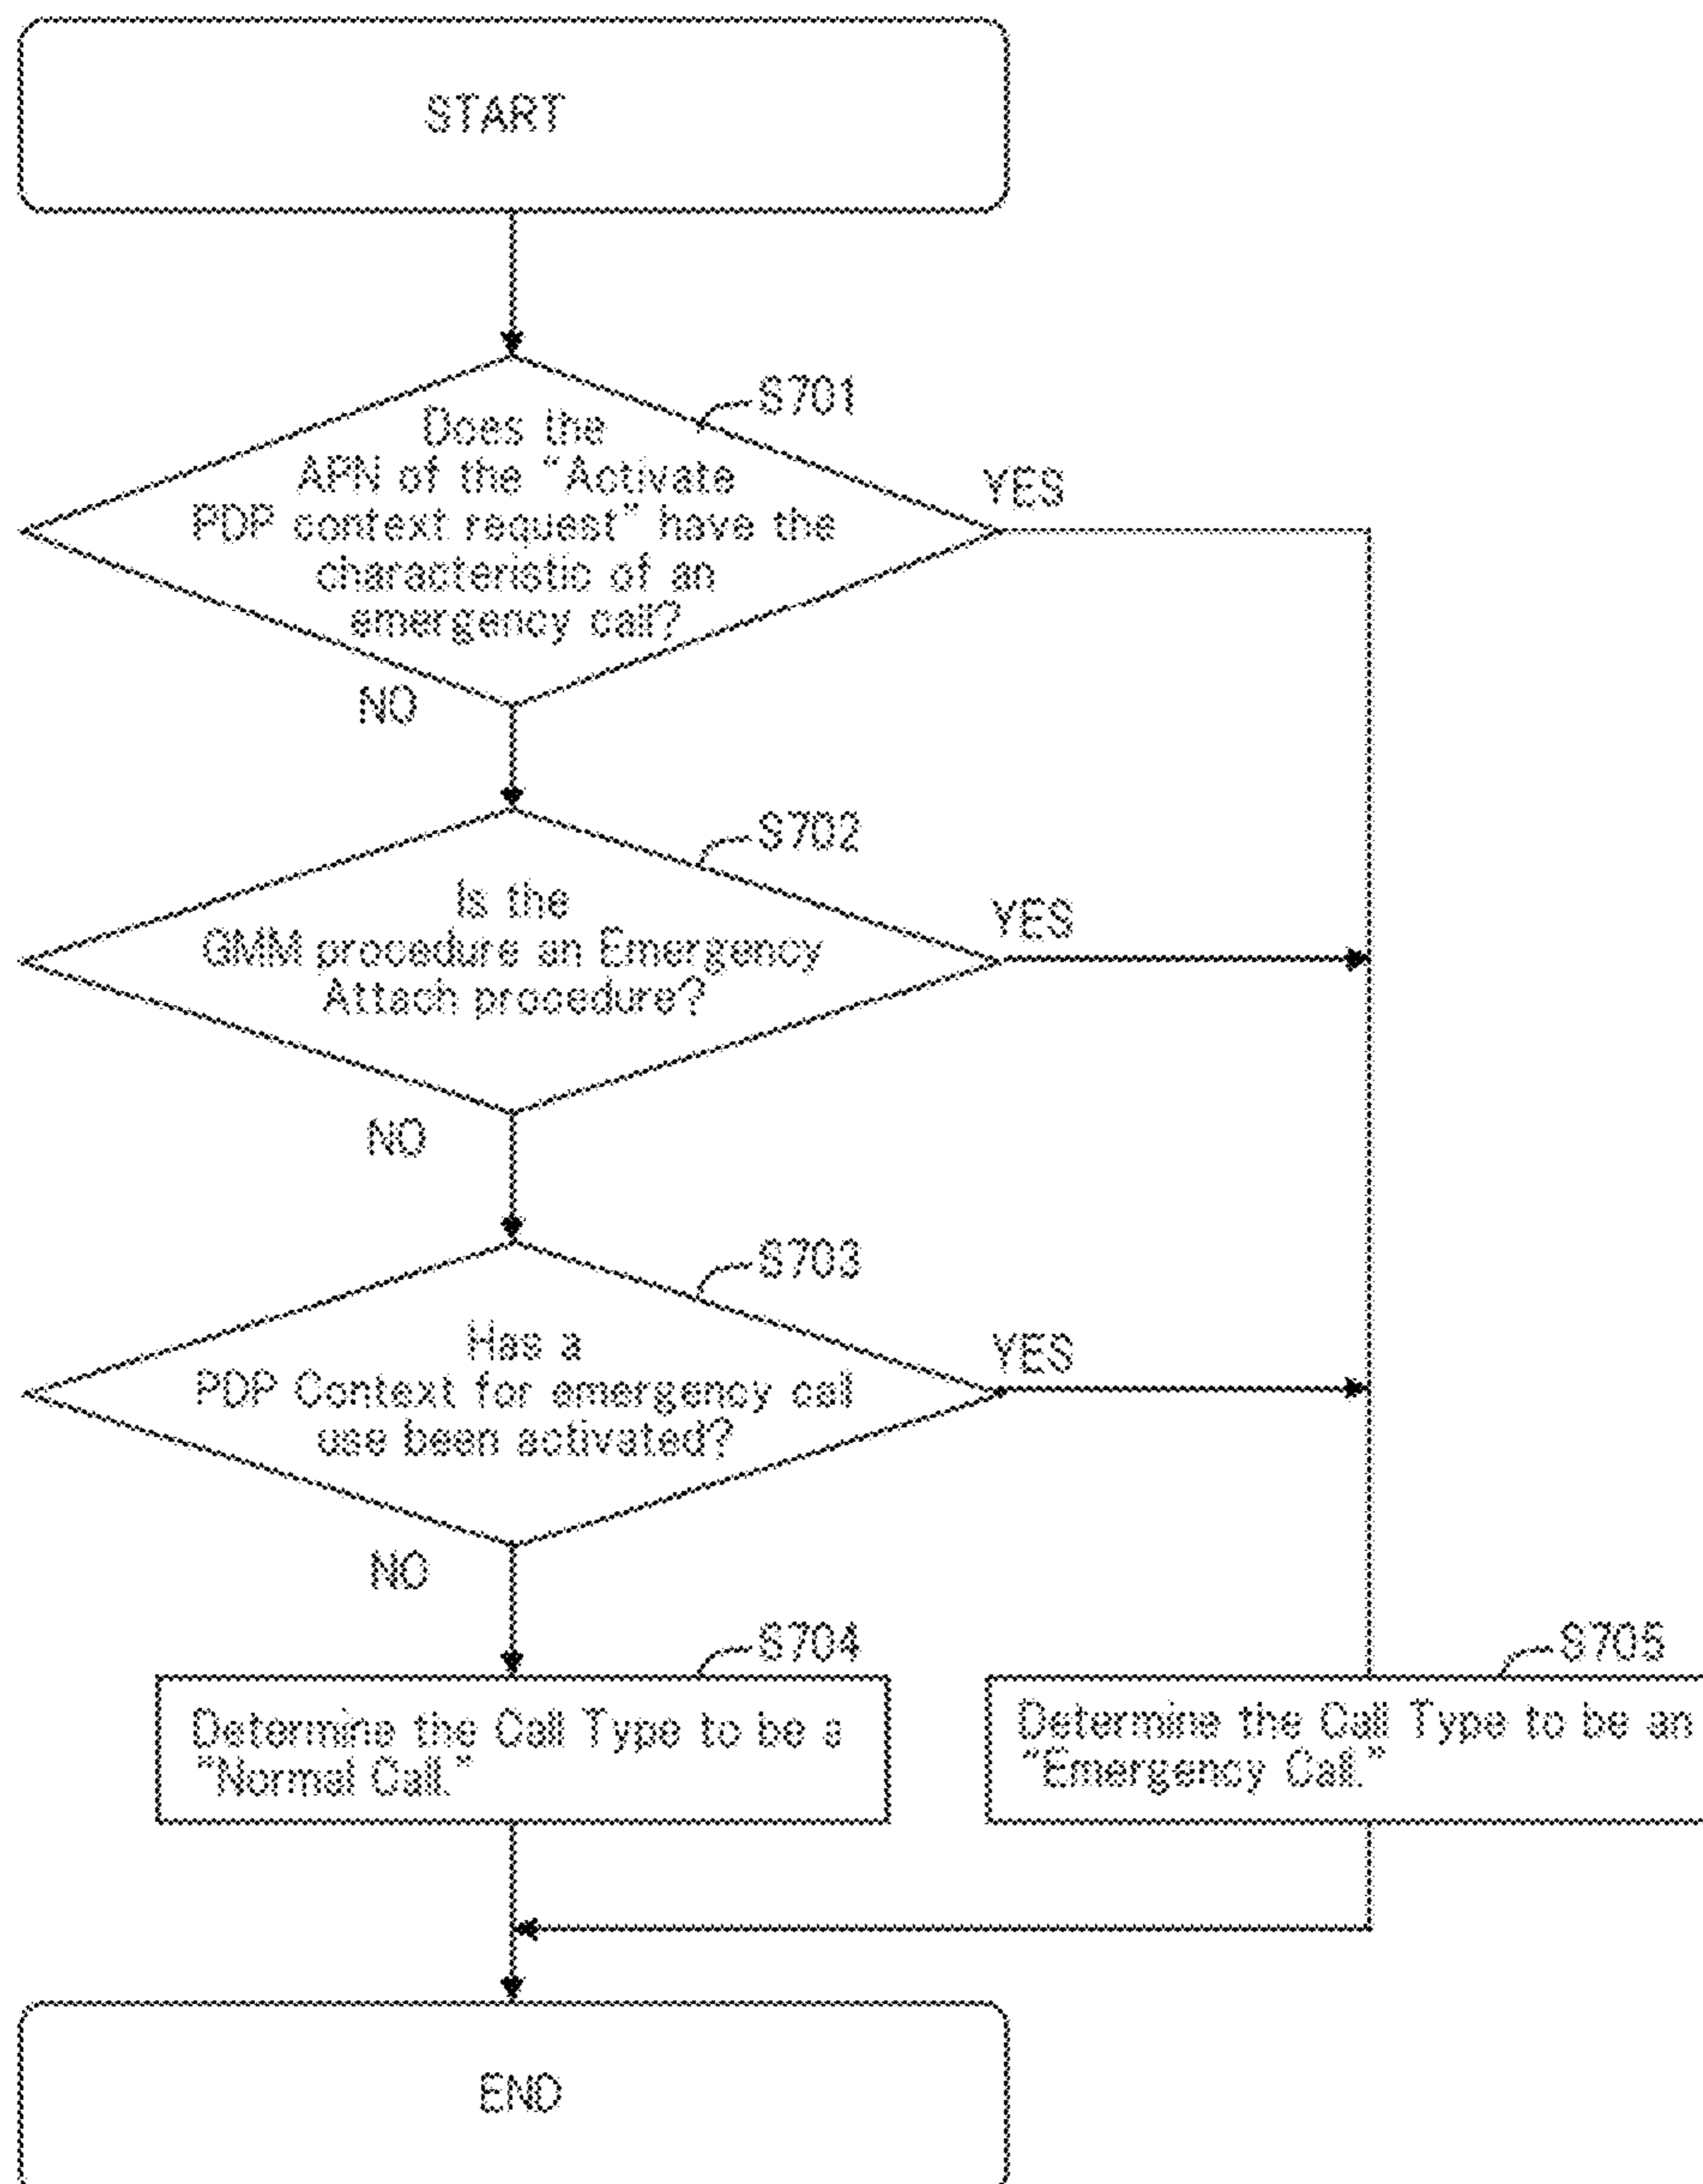 START
S701
Does the
APN of the “Activate
PDP context request” have the
characteristic of an
emergency call?
YES
NO
S702
Is the
GMM procedure an Emergency
Attach procedure?
YES
NO
S703
Has a
PDP Context for emergency call
use been activated?
YES
NO
S704
Determine the Call Type to be a
“Normal Call.”
S705
Determine the Call Type to be an
“Emergency Call.”
END